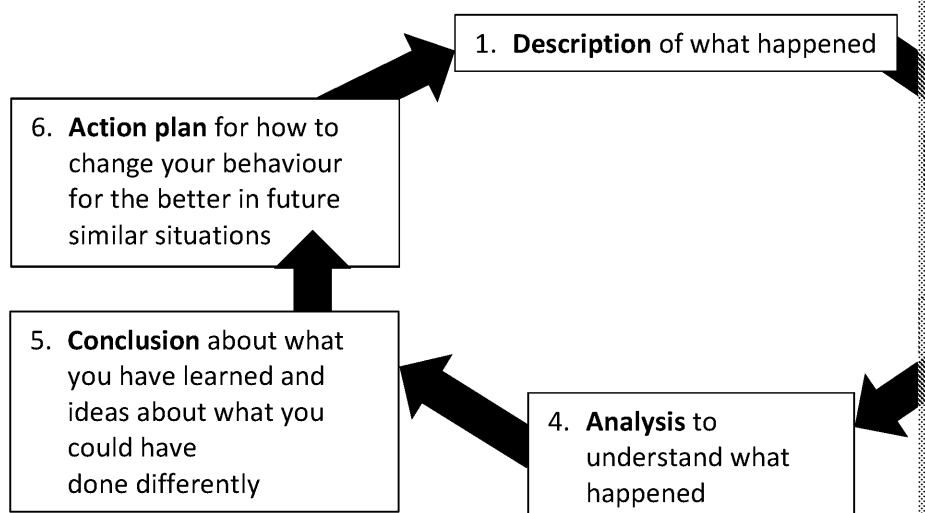 1. Description of what happened
6. Action plan for how to
change your behaviour
for the better in future
similar situations
5. Conclusion about what
you have learned and
ideas about what you
could have
done differently
4. Analysis to
understand what
happened